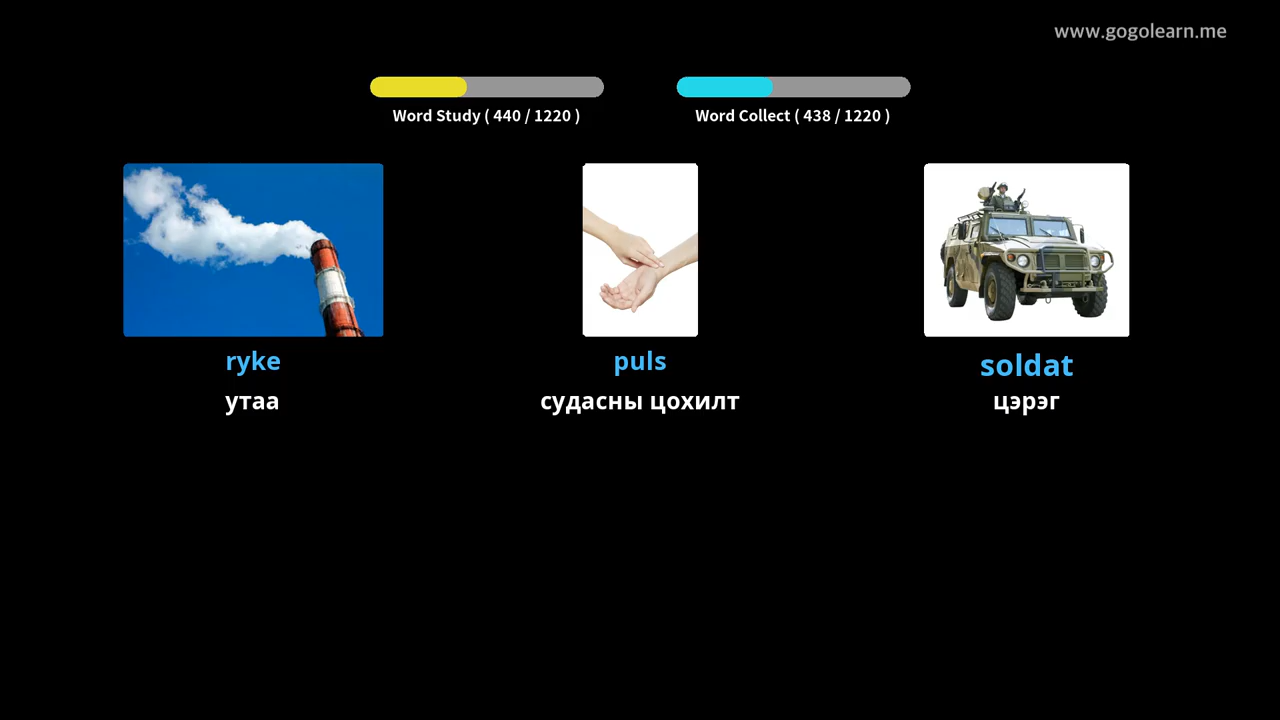 www.gogolearn.me
Word Study ( 440 / 1220 )
Word Collect ( 438 / 1220 )
ryke
puls
soldat
утаа
судасны цохилт
цэрэг